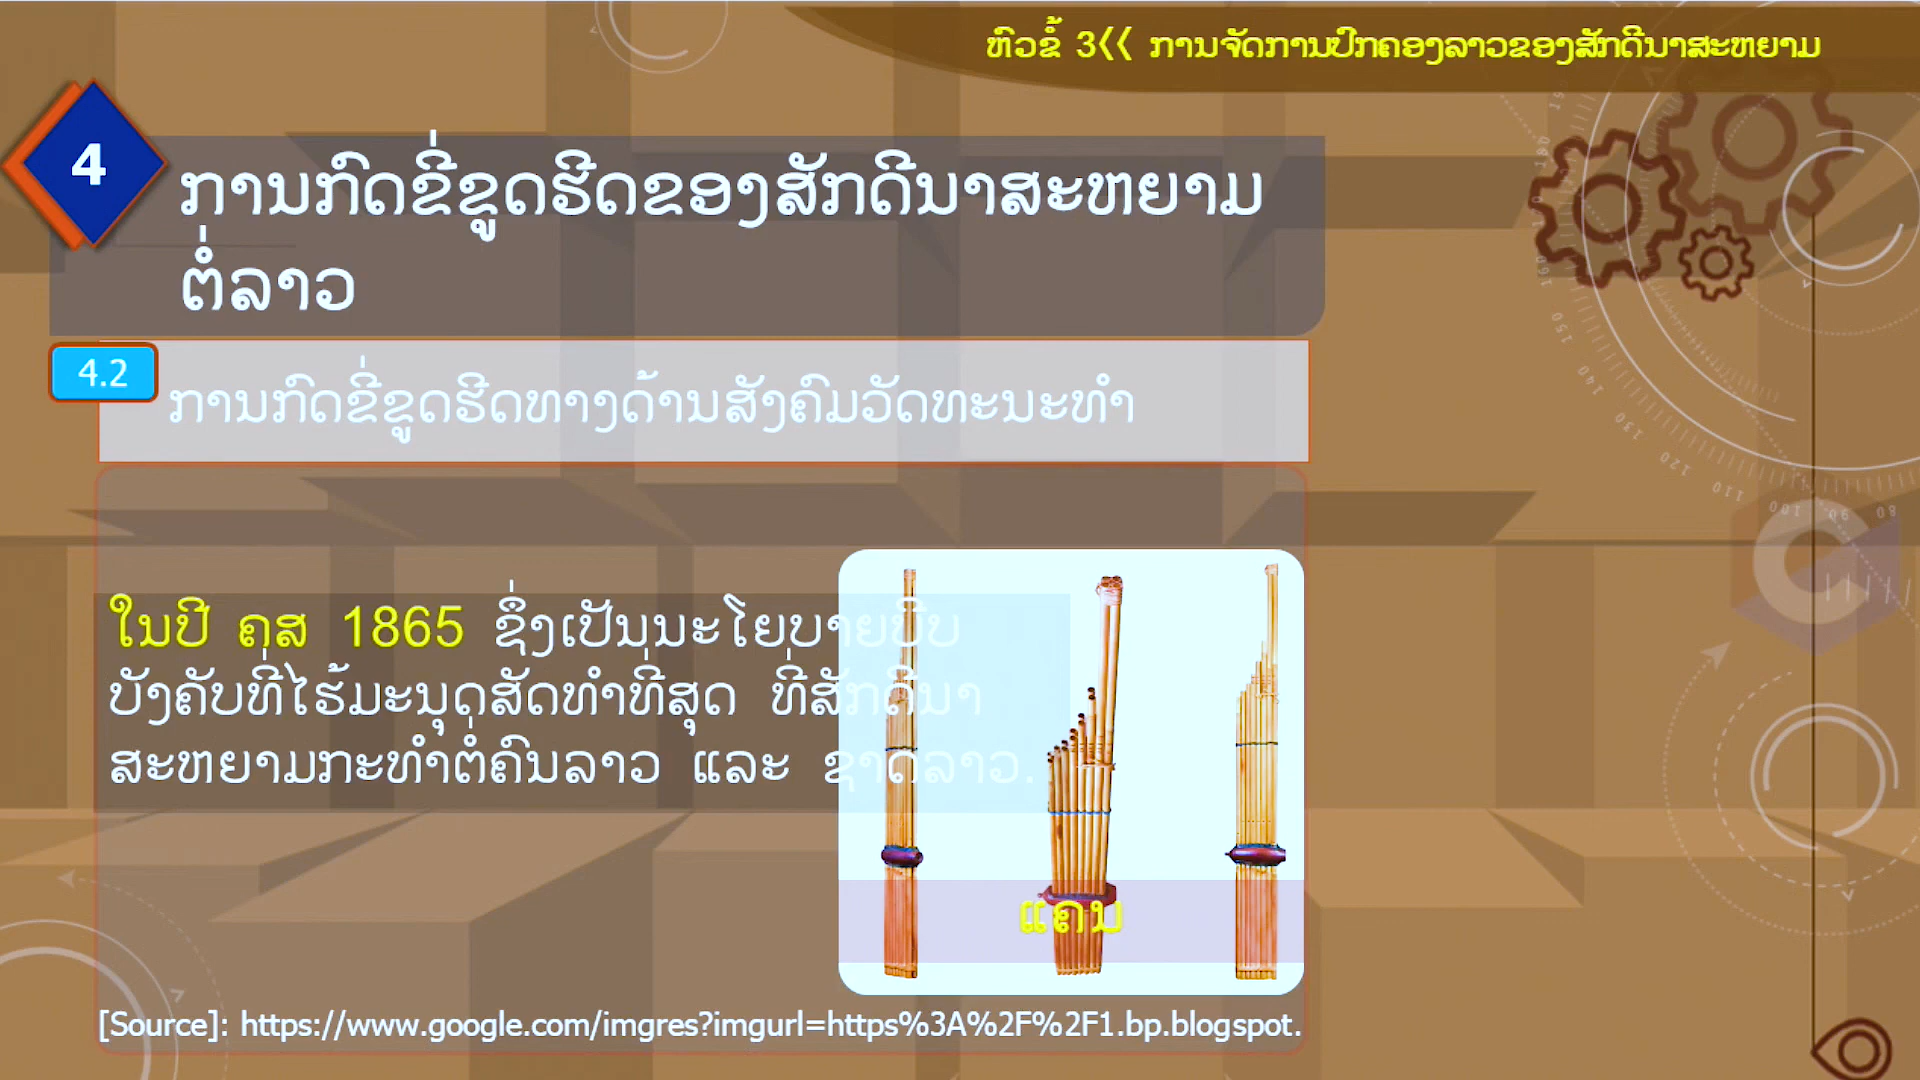 ຫົວຂໍ້ 3<< ການຈັດການປົກຄອງລາວຂອງສັກດີນາສະຫຍາມ
4
ການກົດຂີ່ຂູດຮີດຂອງສັກດີນາສະຫຍາມ
ຕໍ່ລາວ
4.2
ການກົດຂີ່ຂູດຮີດທາງດ້ານສັງຄົມວັດທະນະທຳ
ໃນປີ ຄສ 1865 ຊຶ່ງເປັນນະໂຍບາຍບີບ
ບັງຄັບທີ່ໄຮ້ມະນຸດສັດທຳທີ່ສຸດ ທີ່ສັກດີນາ
ສະຫຍາມກະທຳຕໍ່ຄົນລາວ ແລະ ຊາດລາວ.
ແຄນ
[Source]: https://www.google.com/imgres?imgurl=https%3A%2F%2F1.bp.blogspot.